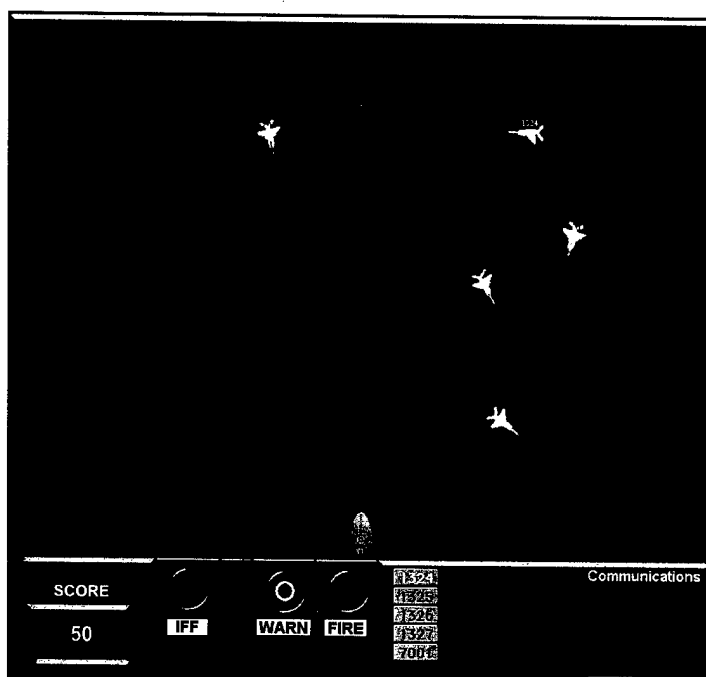 1324
SCORE
50
IFF
WARN
FIRE
1324
1325
1326
1327
7001
Communications